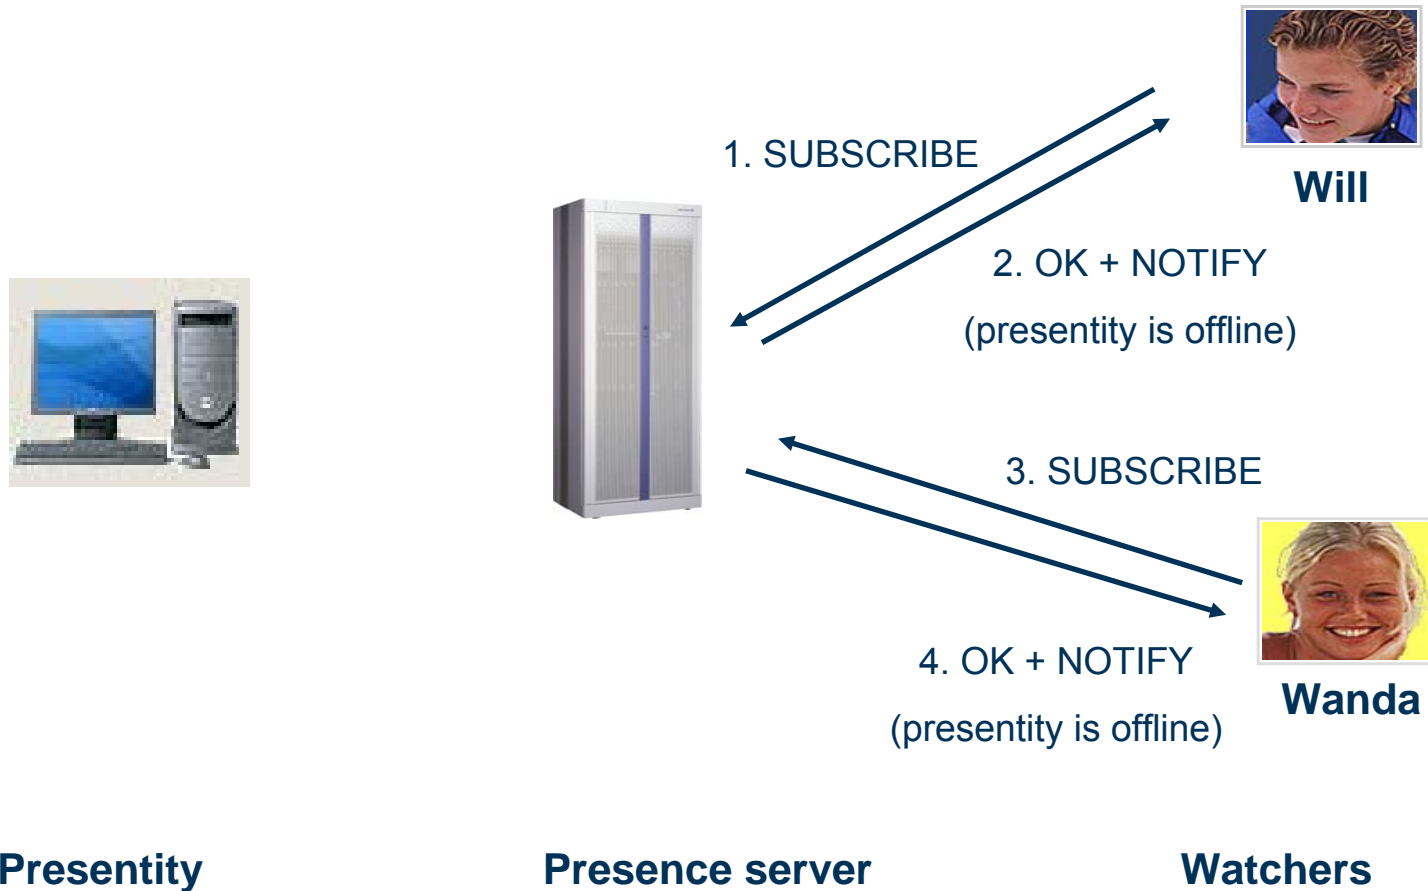 1. SUBSCRIBE
Will
2. OK + NOTIFY
(presentity is offline)
3. SUBSCRIBE
4. OK + NOTIFY
(presentity is offline)
Wanda
Presentity
Presence server
Watchers